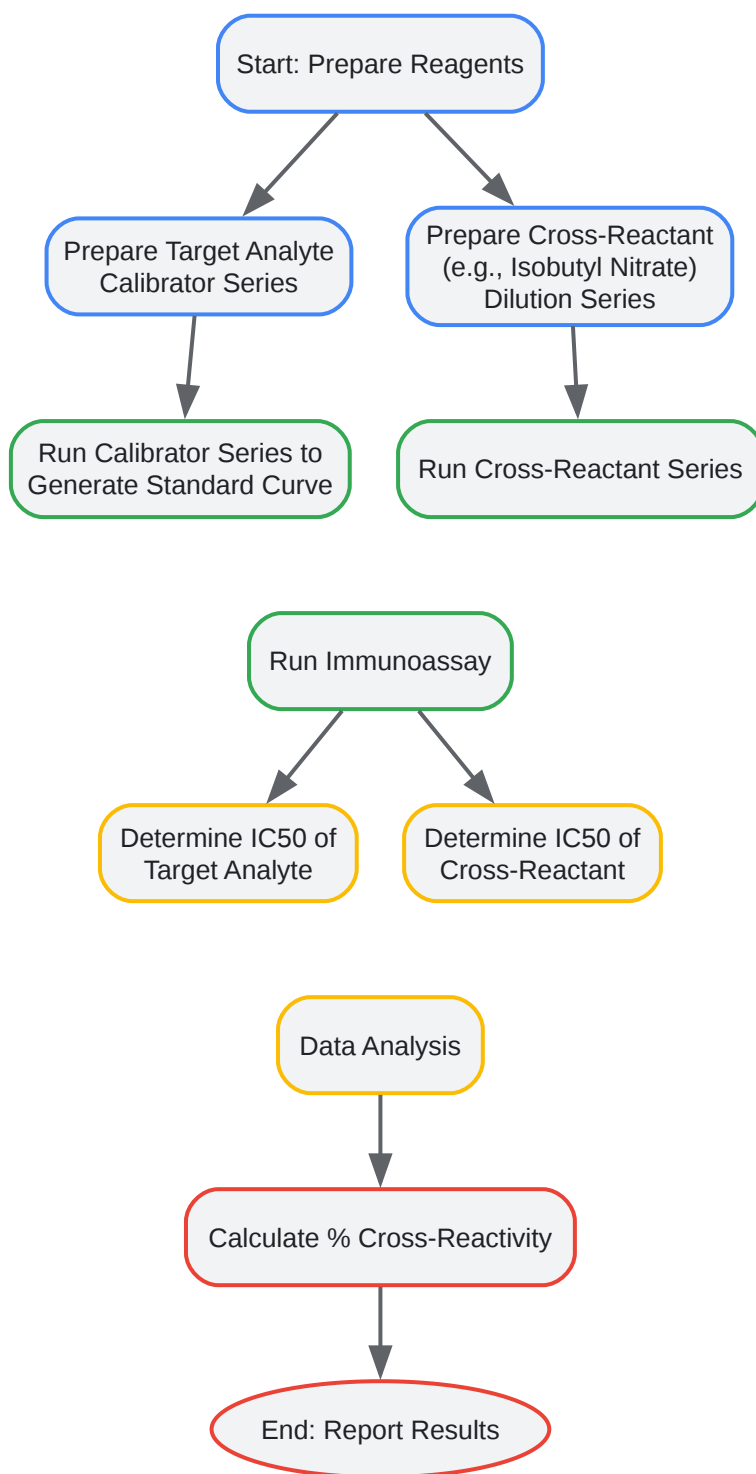 Start: Prepare Reagents
Prepare Target Analyte
Calibrator Series
Prepare Cross-Reactant
(e.g., Isobutyl Nitrate)
Dilution Series
Run Calibrator Series to
Generate Standard Curve
Run Cross-Reactant Series
Run Immunoassay
Determine IC50 of
Target Analyte
Determine IC50 of
Cross-Reactant
Data Analysis
Calculate % Cross-Reactivity
End: Report Results